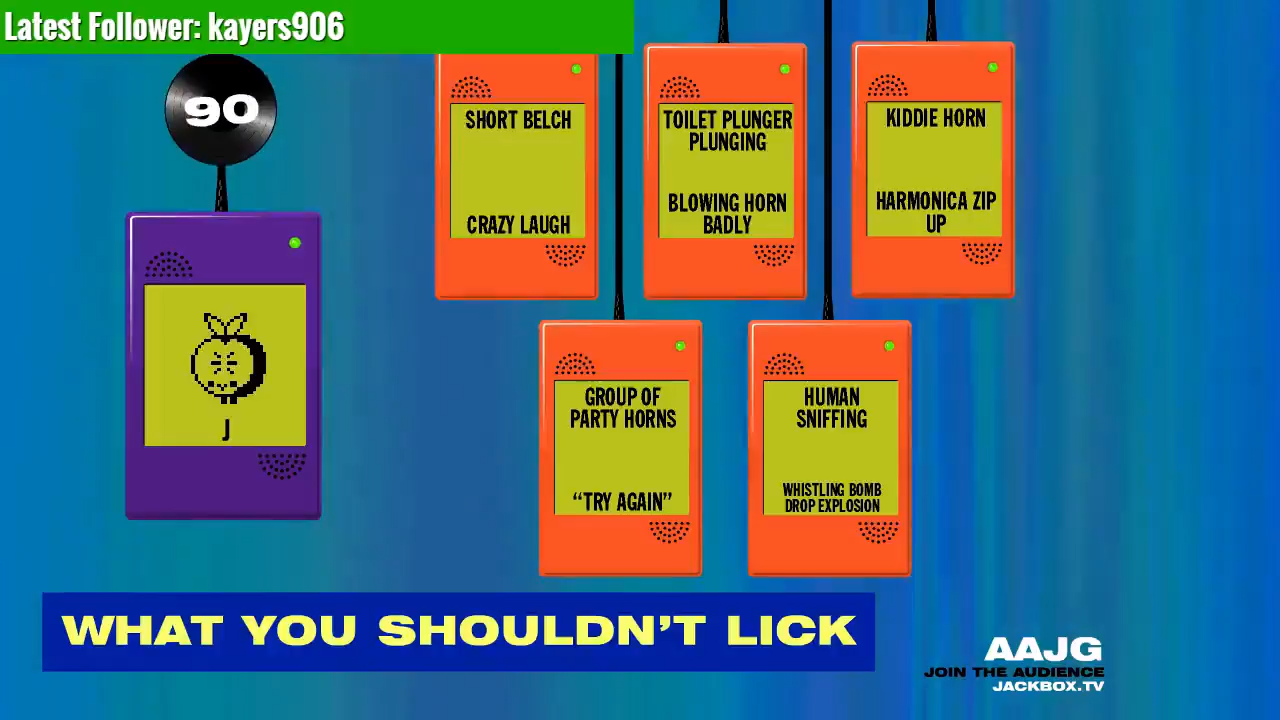 Latest Follower: kayers906
90
J
SHORT BELCH
CRAZY LAUGH
TOILET PLUNGER
PLUNGING
BLOWING HORN
BADLY
KIDDIE HORN
HARMONICA ZIP
UP
GROUP OF
PARTY HORNS
“TRY AGAIN”
HUMAN
SNIFFING
WHISTLING BOMB
DROP EXPLOSION
WHAT YOU SHOULDN’T LICK
AAJG
JOIN THE AUDIENCE
JACKBOX.TV